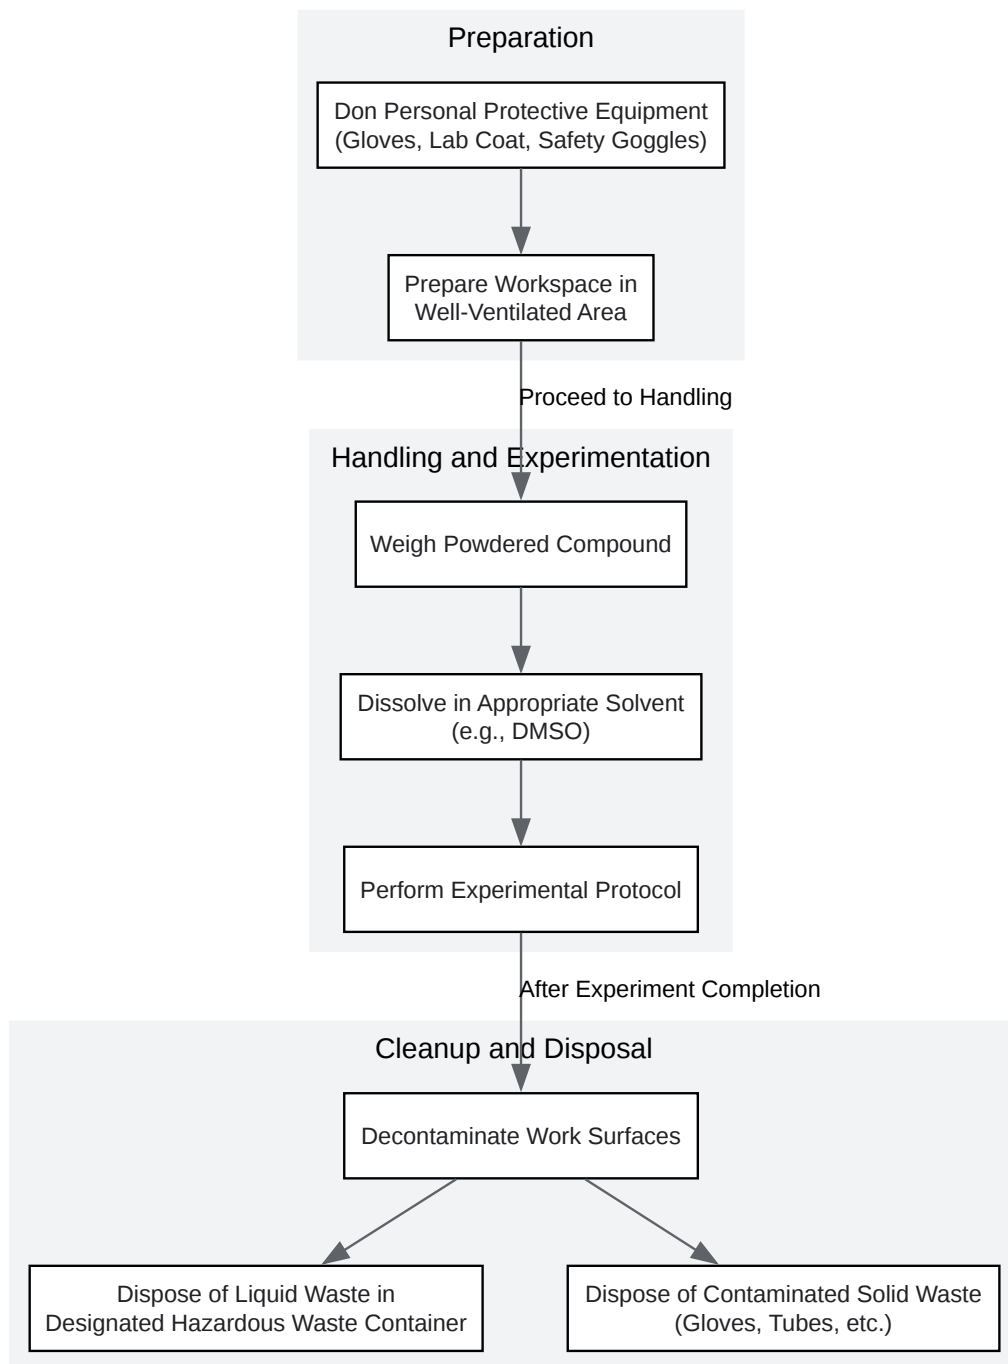 Preparation
Don Personal Protective Equipment
(Gloves, Lab Coat, Safety Goggles)
Prepare Workspace in
Well-Ventilated Area
Proceed to Handling
Handling and Experimentation
Weigh Powdered Compound
Dissolve in Appropriate Solvent
(e.g., DMSO)
Perform Experimental Protocol
After Experiment Completion
Cleanup and Disposal
Decontaminate Work Surfaces
Dispose of Liquid Waste in
Designated Hazardous Waste Container
Dispose of Contaminated Solid Waste
(Gloves, Tubes, etc.)